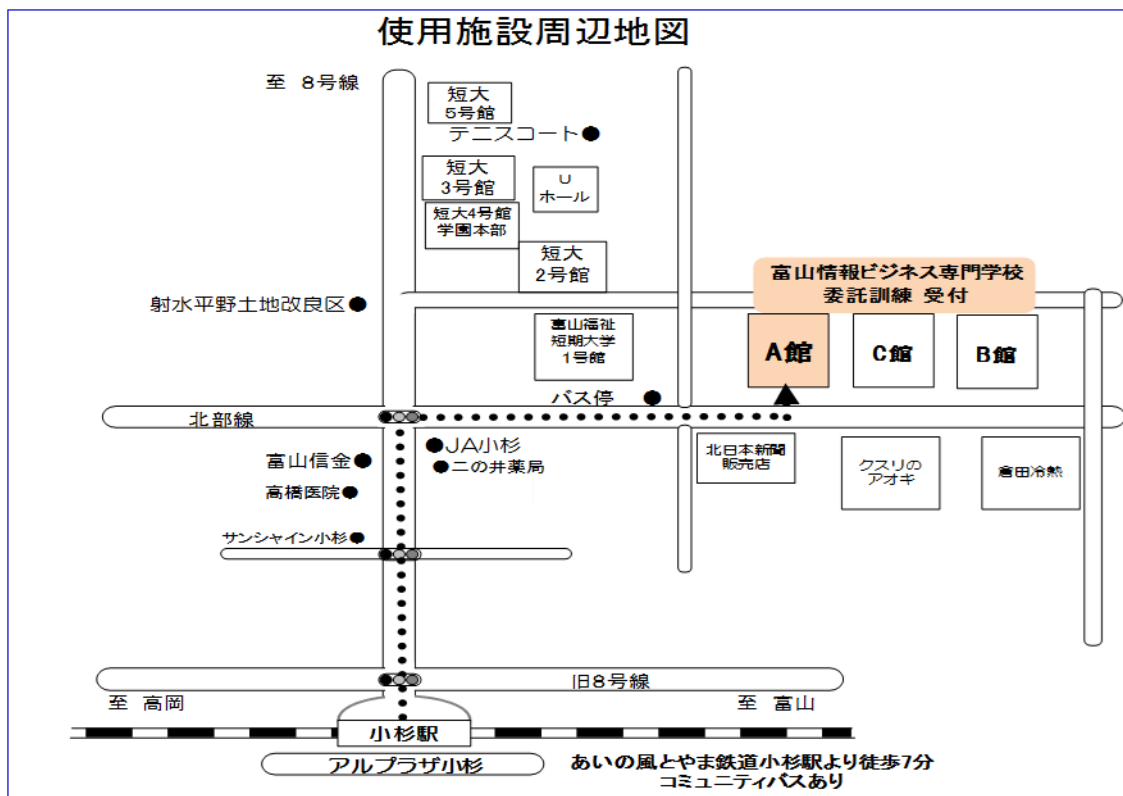 使用施設周辺地図
至 8号線
短大
5号館
テニスコート●
短大
3号館
U
ホール
短大4号館
学園本部
短大
2号館
富山情報ビジネス専門学校
委託訓練 受付
射水平野土地改良区●
富山福祉
短期大学
1号館
A館
C館
B館
バス停 ●
北部線
●JA小杉
●二の井薬局
富山信金●
高橋医院●
北日本新聞
販売店
クスリの
アオキ
倉田冷熱
サンシャイン小杉●
旧8号線
至 高岡
至 富山
小杉駅
アルプラザ小杉
あいの風とやま鉄道小杉駅より徒歩7分
コミュニティバスあり